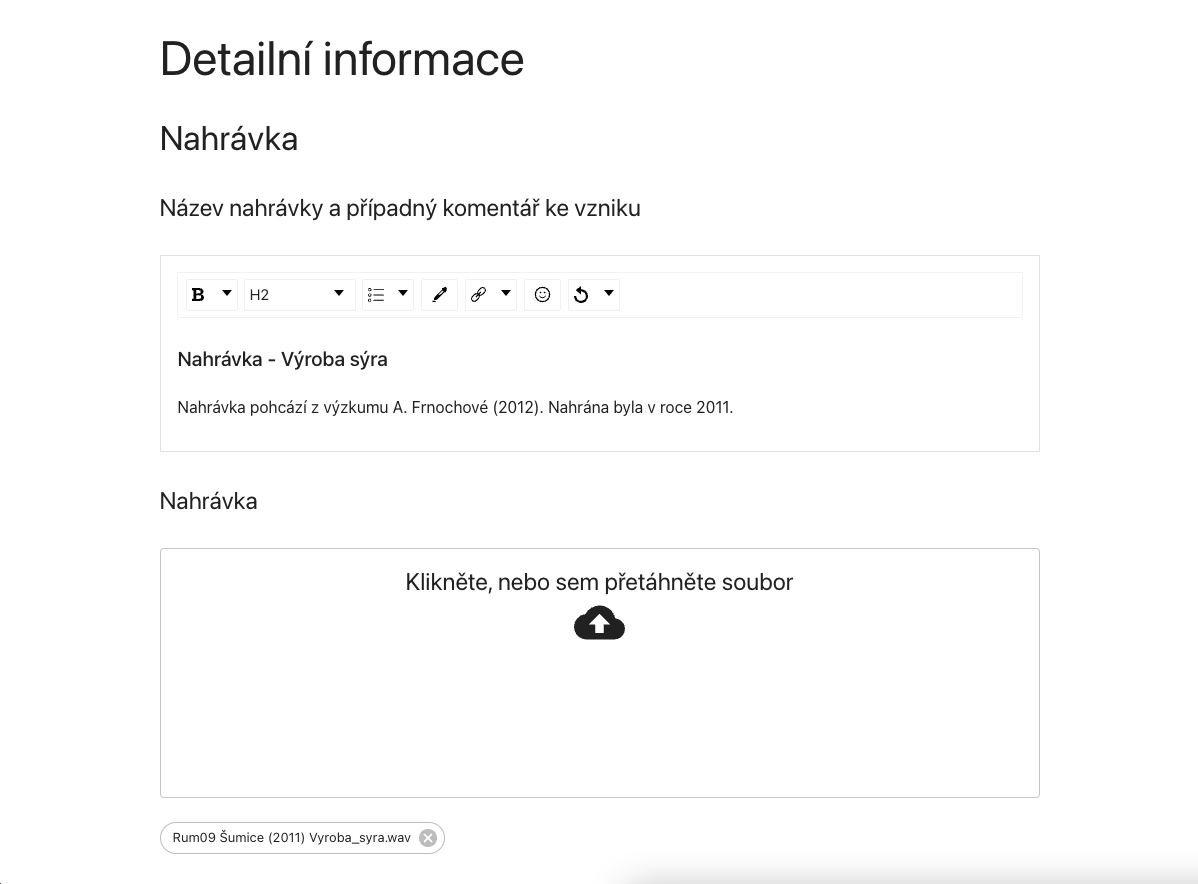 Detailní informace
Nahrávka
Název nahrávky a případný komentář ke vzniku
B H2
Nahrávka - Výroba sýra
Nahrávka pohcází z výzkumu A. Frnochové (2012). Nahrána byla v roce 2011.
Nahrávka
Klikněte, nebo sem přetáhněte soubor
Rum09 Šumice (2011) Vyroba_syra.wav